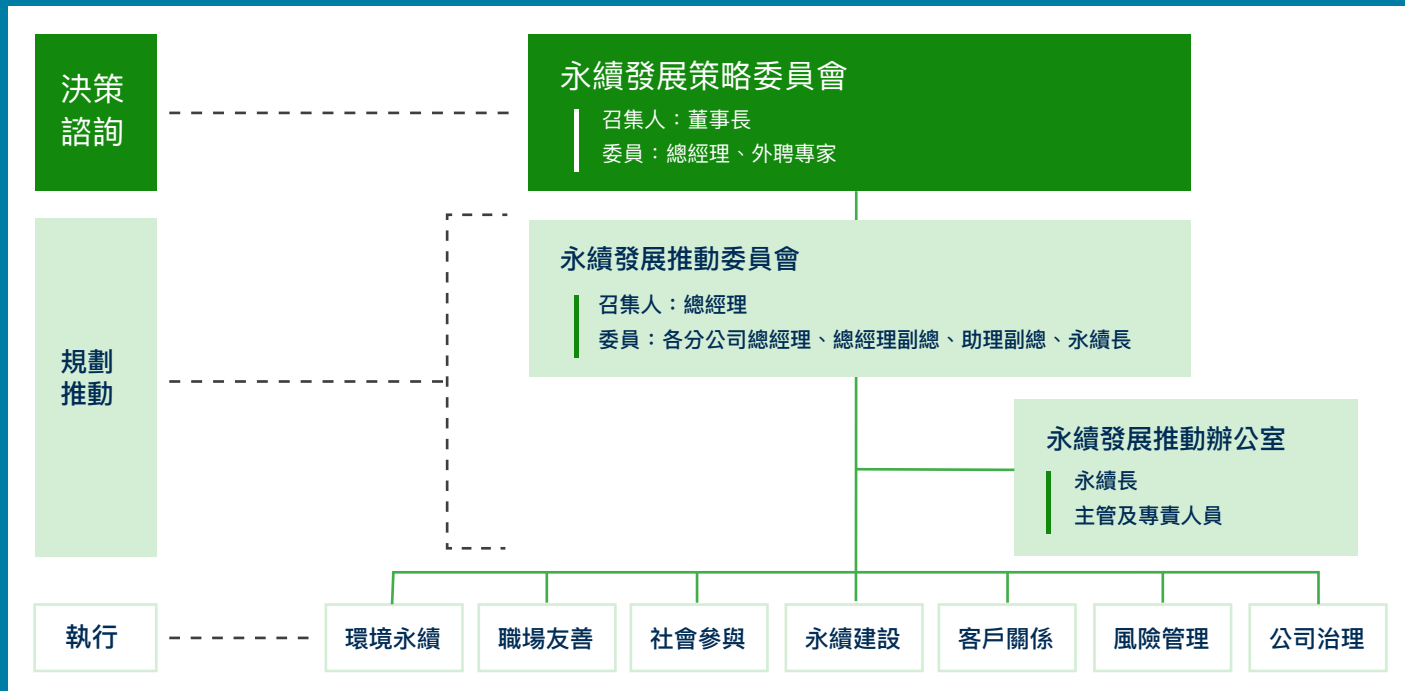 決策
諮詢
永續發展策略委員會
召集人：董事長
委員：總經理、外聘專家
規劃
推動
永續發展推動委員會
召集人：總經理
委員：各分公司總經理、總經理副總、助理副總、永續長
永續發展推動辦公室
永續長
主管及專責人員
執行
環境永續
職場友善
社會參與
永續建設
客戶關係
風險管理
公司治理